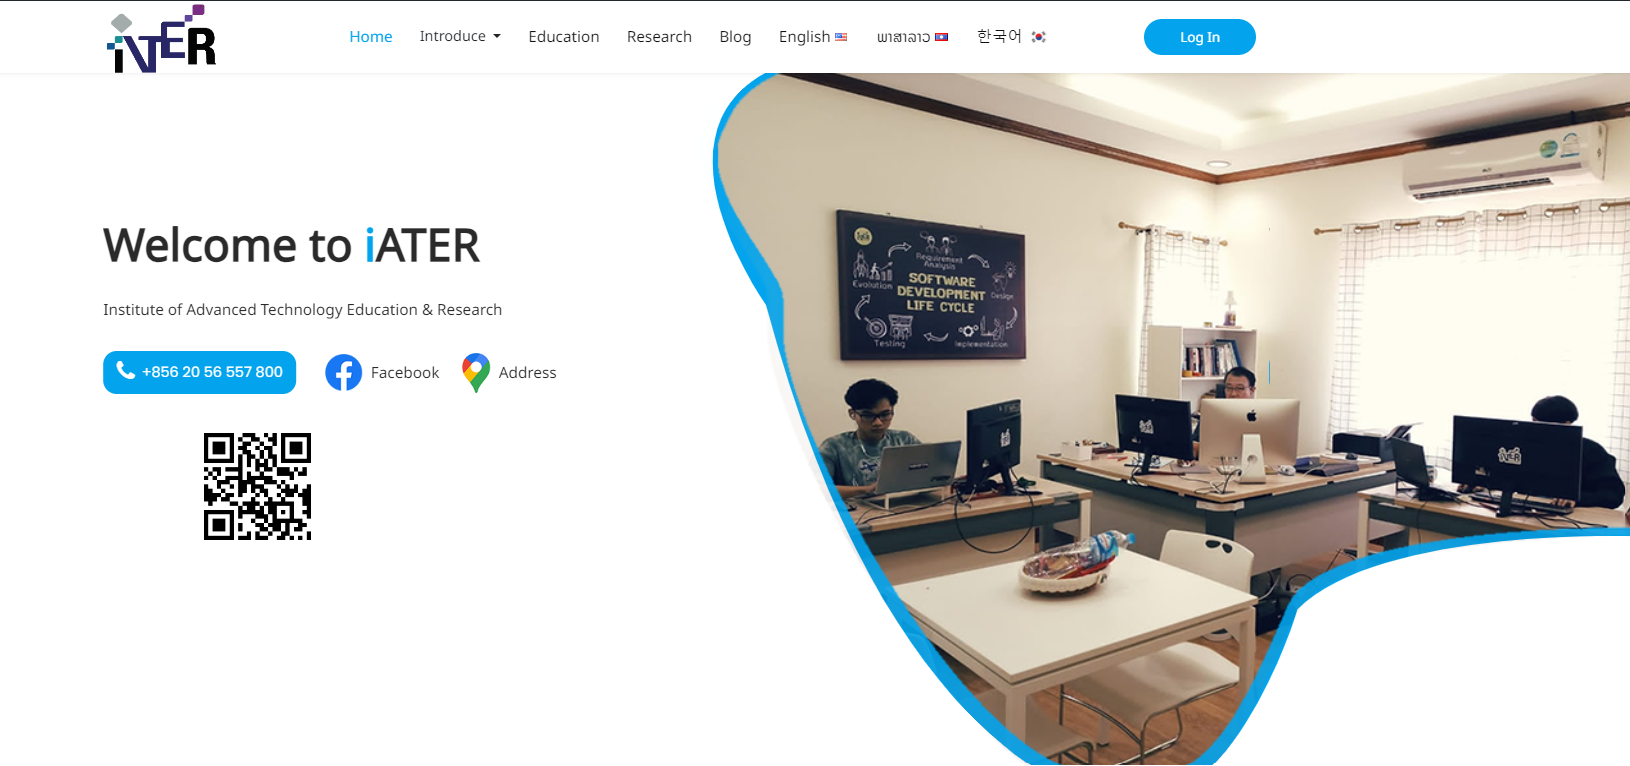 iATER
Home
Introduce
Education
Research
Blog
English
ພາສາລາວ
한국어
Log In
Welcome to iATER
Institute of Advanced Technology Education & Research
+856 20 56 557 800
Facebook
Address
Requirement
Analysis
Evolution
SOFTWARE
DEVELOPMENT
LIFE CYCLE
Design
Testing
Implementation
iATER